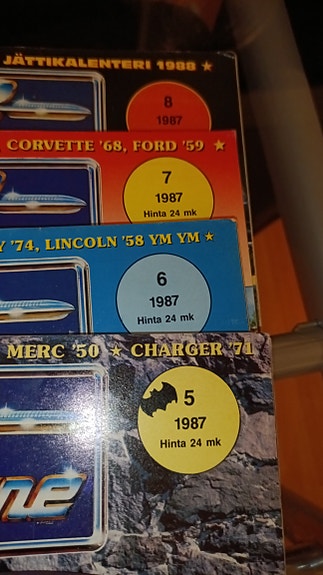 JÄTTIKALENTERI 1988 ★
8
1987
CORVETTE '68, FORD '59 ★
7
1987
Hinta 24 mk
'74, LINCOLN '58 YM YM ★
6
1987
Hinta 24 mk
MERC '50 ★ CHARGER '71
5
1987
Hinta 24 mk
ne